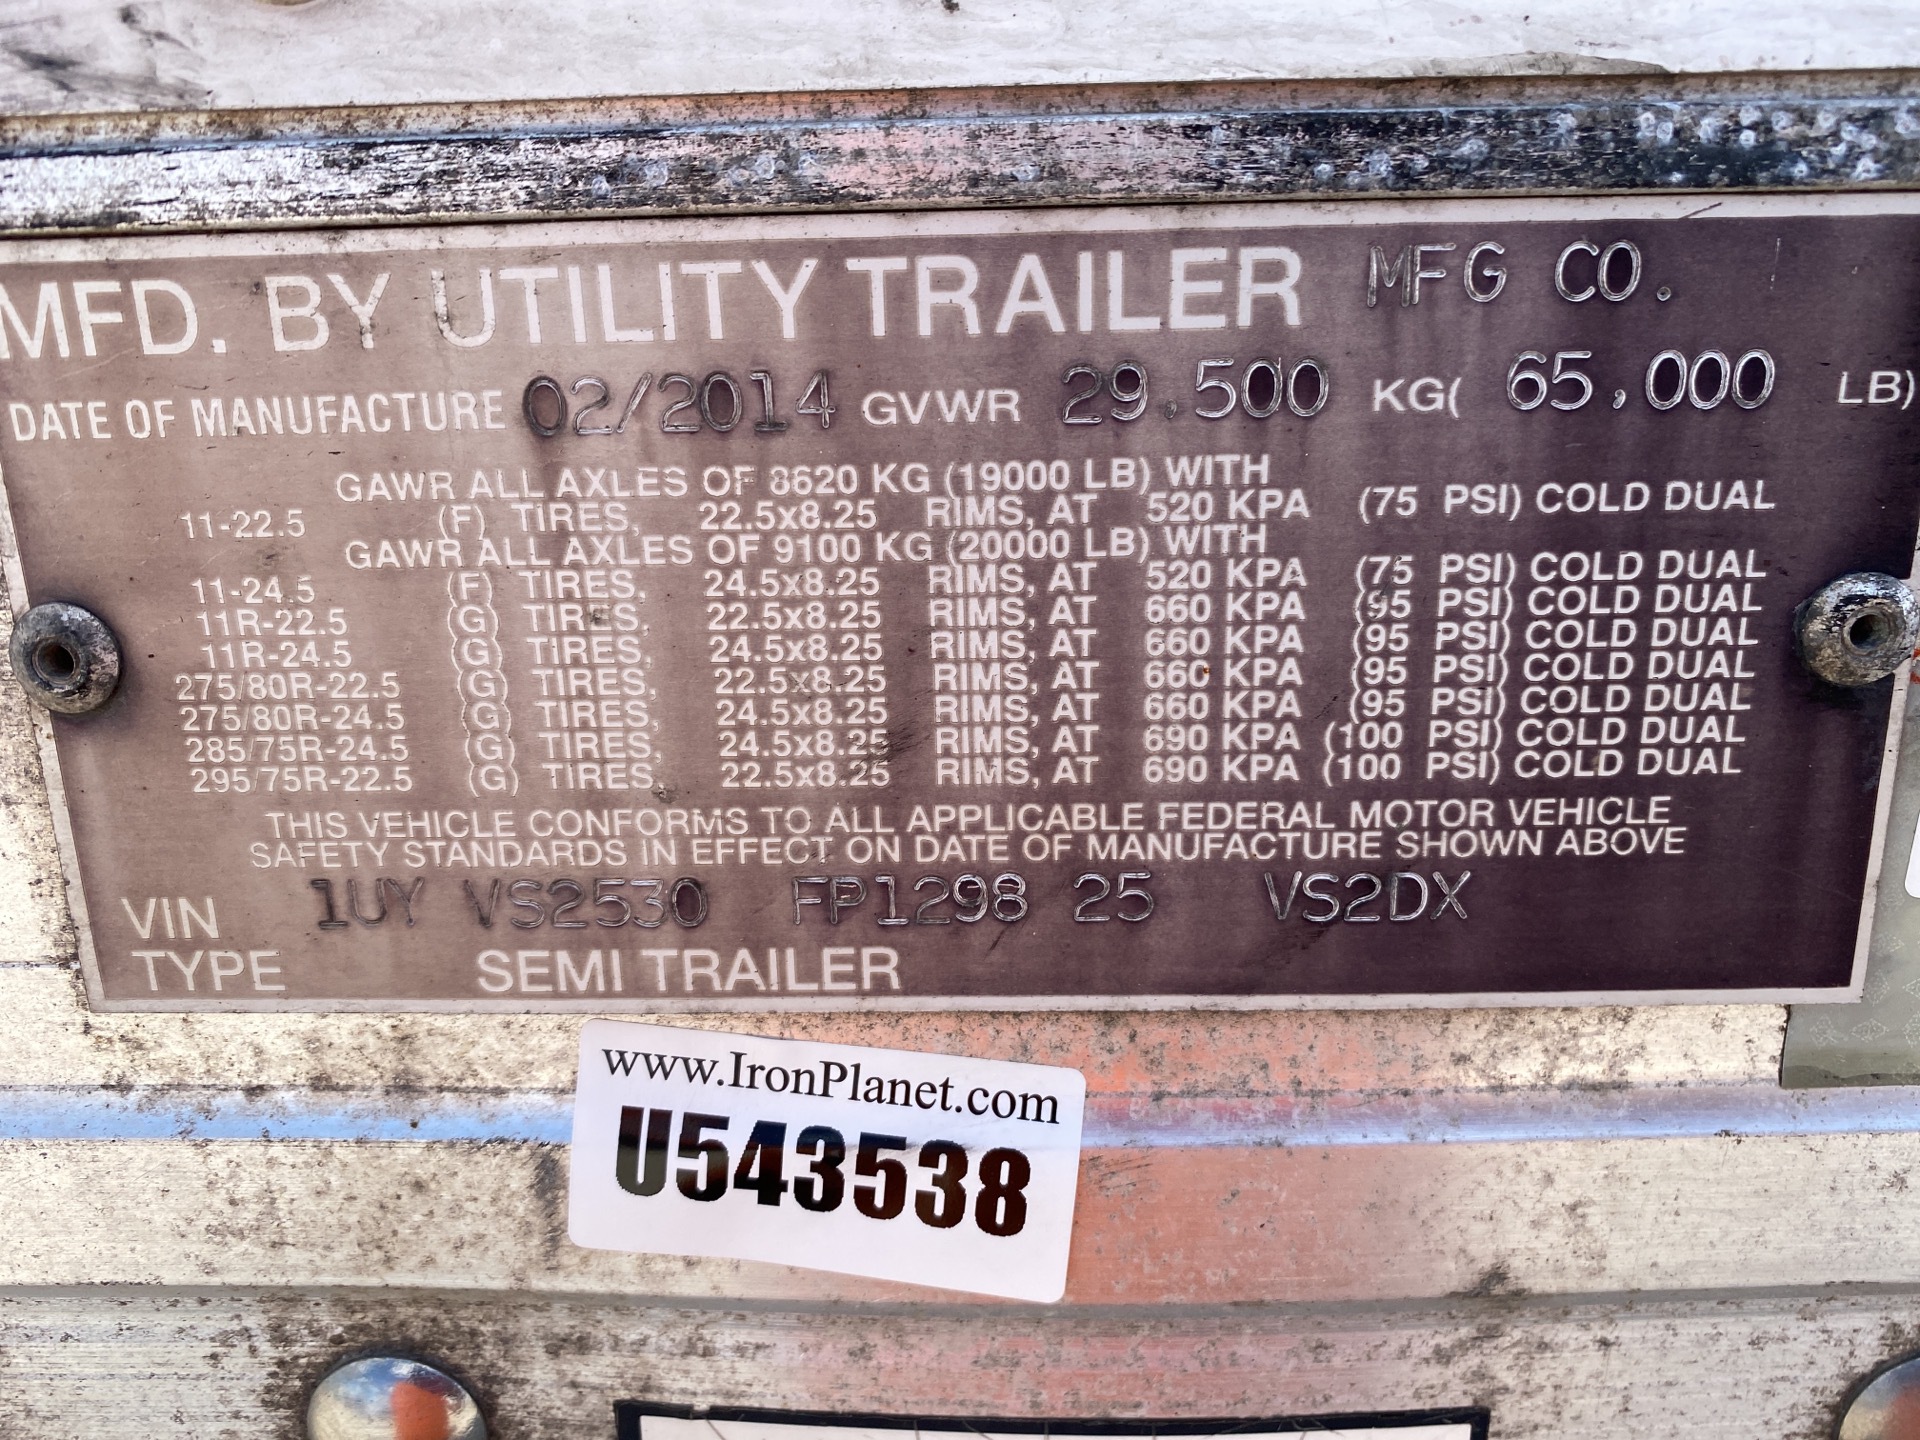 MFD. BY UTILITY TRAILER MFG CO.
DATE OF MANUFACTURE 02/2014 GVWR 29,500 KG( 65,000 LB)
GAWR ALL AXLES OF 8620 KG (19000 LB) WITH
11-22.5 (F) TIRES, 22.5x8.25 RIMS, AT 520 KPA (75 PSI) COLD DUAL
GAWR ALL AXLES OF 9100 KG (20000 LB) WITH
11-24.5 (F) TIRES, 24.5x8.25 RIMS, AT 520 KPA (75 PSI) COLD DUAL
11R-22.5 (G) TIRES, 22.5x8.25 RIMS, AT 660 KPA (95 PSI) COLD DUAL
11R-24.5 (G) TIRES, 24.5x8.25 RIMS, AT 660 KPA (95 PSI) COLD DUAL
275/80R-22.5 (G) TIRES, 22.5x8.25 RIMS, AT 660 KPA (95 PSI) COLD DUAL
275/80R-24.5 (G) TIRES, 24.5x8.25 RIMS, AT 660 KPA (95 PSI) COLD DUAL
285/75R-24.5 (G) TIRES, 24.5x8.25 RIMS, AT 690 KPA (100 PSI) COLD DUAL
295/75R-22.5 (G) TIRES, 22.5x8.25 RIMS, AT 690 KPA (100 PSI) COLD DUAL
THIS VEHICLE CONFORMS TO ALL APPLICABLE FEDERAL MOTOR VEHICLE
SAFETY STANDARDS IN EFFECT ON DATE OF MANUFACTURE SHOWN ABOVE
VIN 1UY VS2530 FP1298 25 VS2DX
TYPE SEMI TRAILER
www.IronPlanet.com
U543538